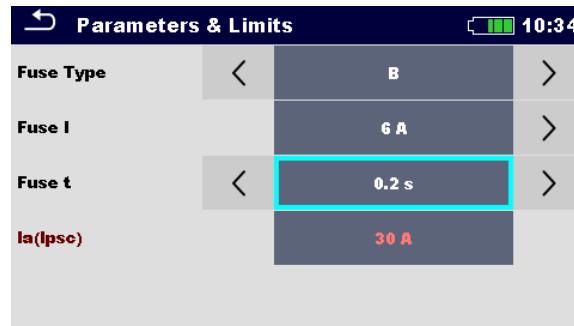 Parameters & Limits 10:34
Fuse Type B
Fuse I 6 A
Fuse t 0.2 s
Ia(Ipsc) 30 A